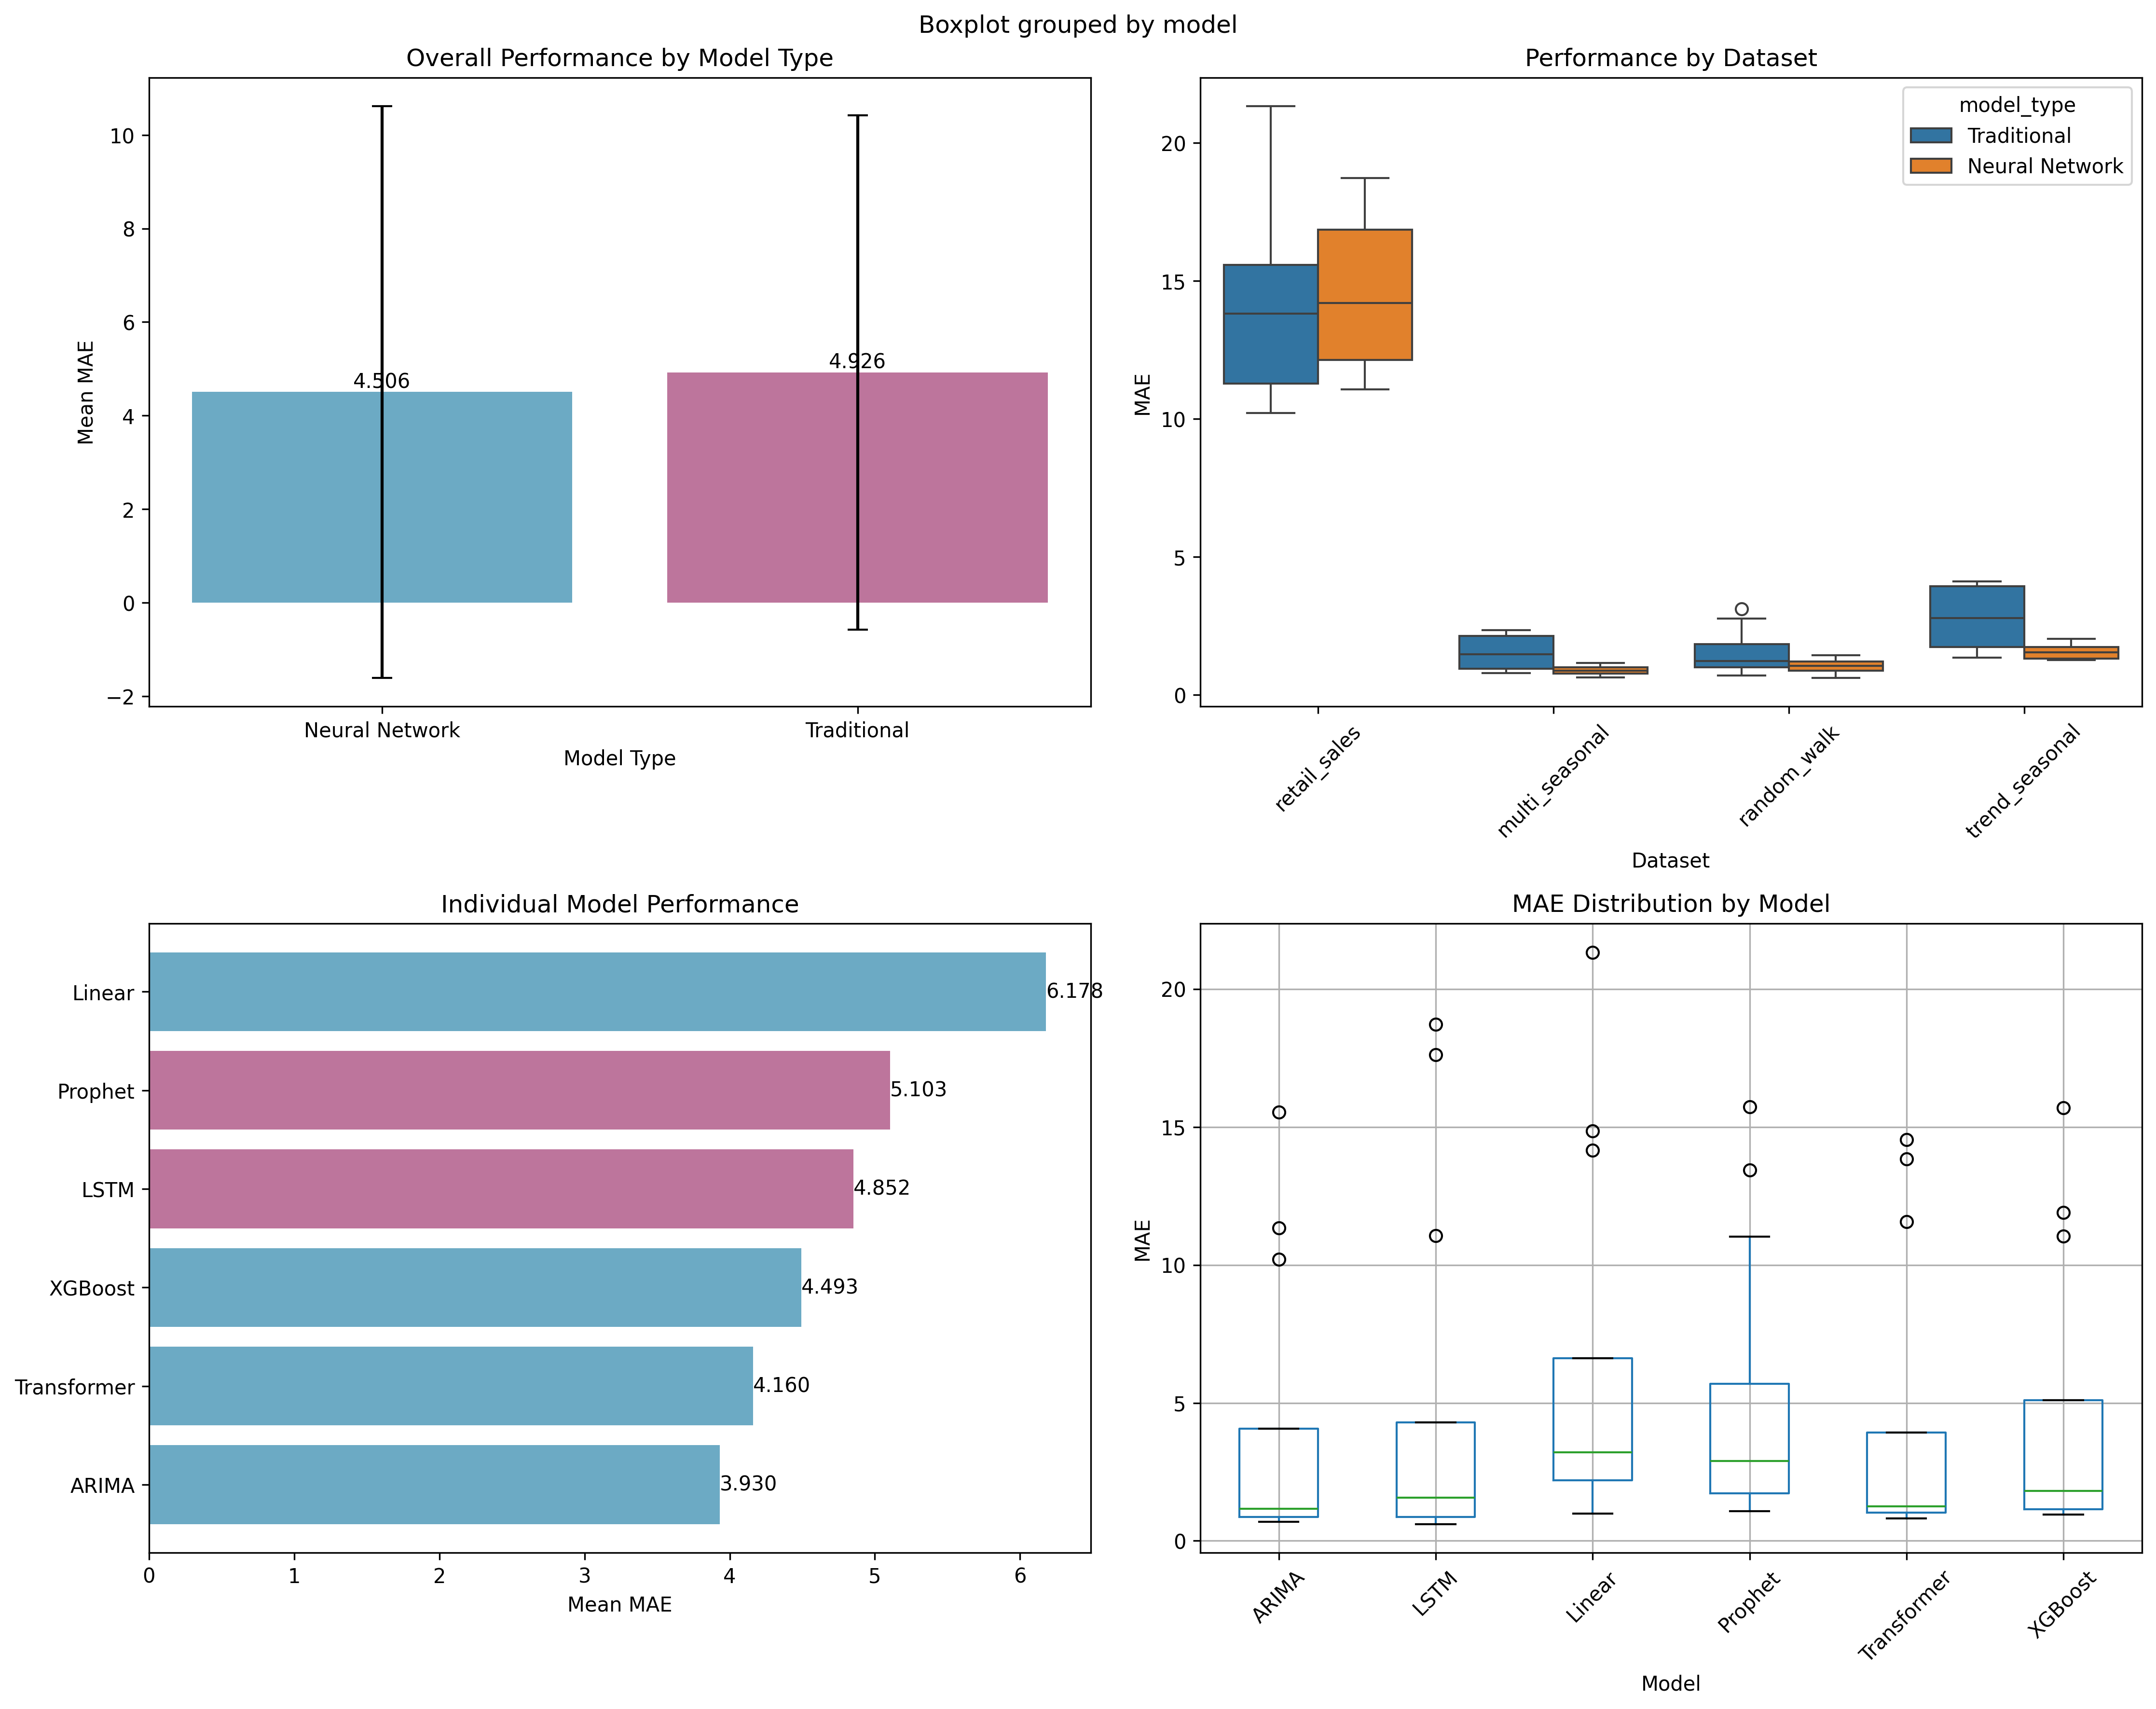 Boxplot grouped by model
Overall Performance by Model Type
10
8
6
4
2
0
−2
Mean MAE
4.506
4.926
Neural Network
Traditional
Model Type
Performance by Dataset
model_type
Traditional
Neural Network
20
15
10
5
0
MAE
retail_sales
multi_seasonal
random_walk
trend_seasonal
Dataset
Individual Model Performance
Linear
6.178
Prophet
5.103
LSTM
4.852
XGBoost
4.493
Transformer
4.160
ARIMA
3.930
0
1
2
3
4
5
6
Mean MAE
MAE Distribution by Model
20
15
10
5
0
MAE
ARIMA
LSTM
Linear
Prophet
Transformer
XGBoost
Model